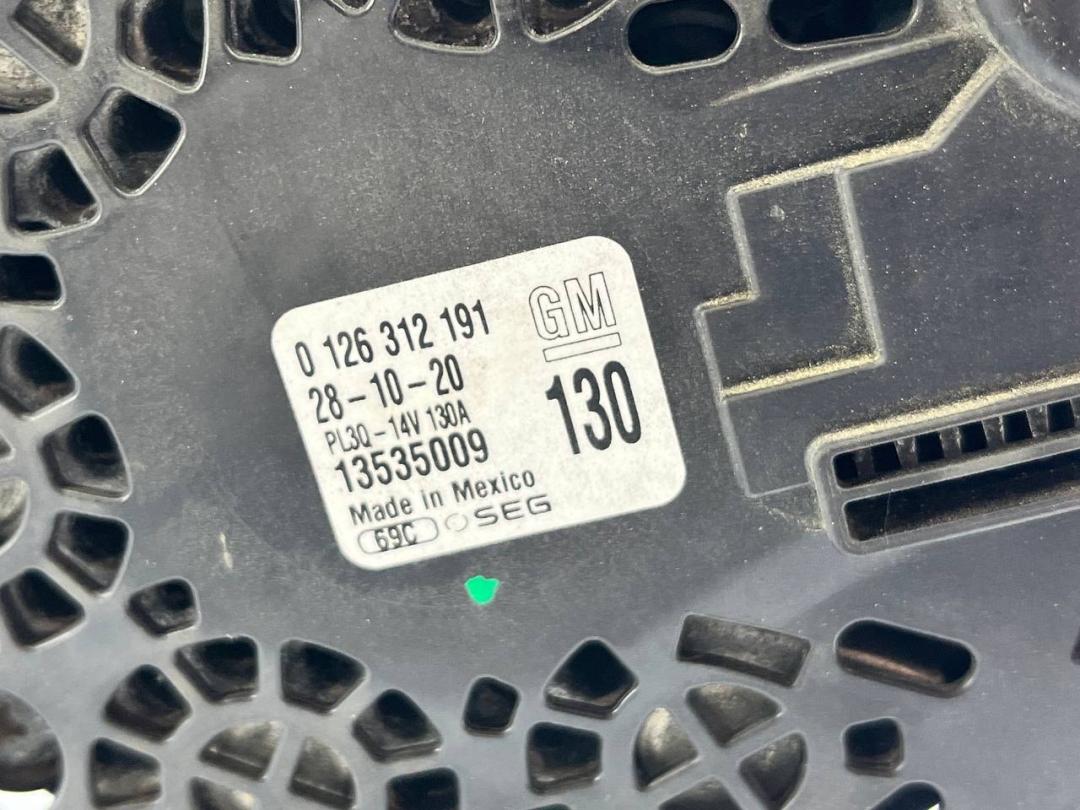 0 126 312 191
28-10-20
PL3Q-14V 130A
13535009
Made in Mexico
69C SEG
GM
130